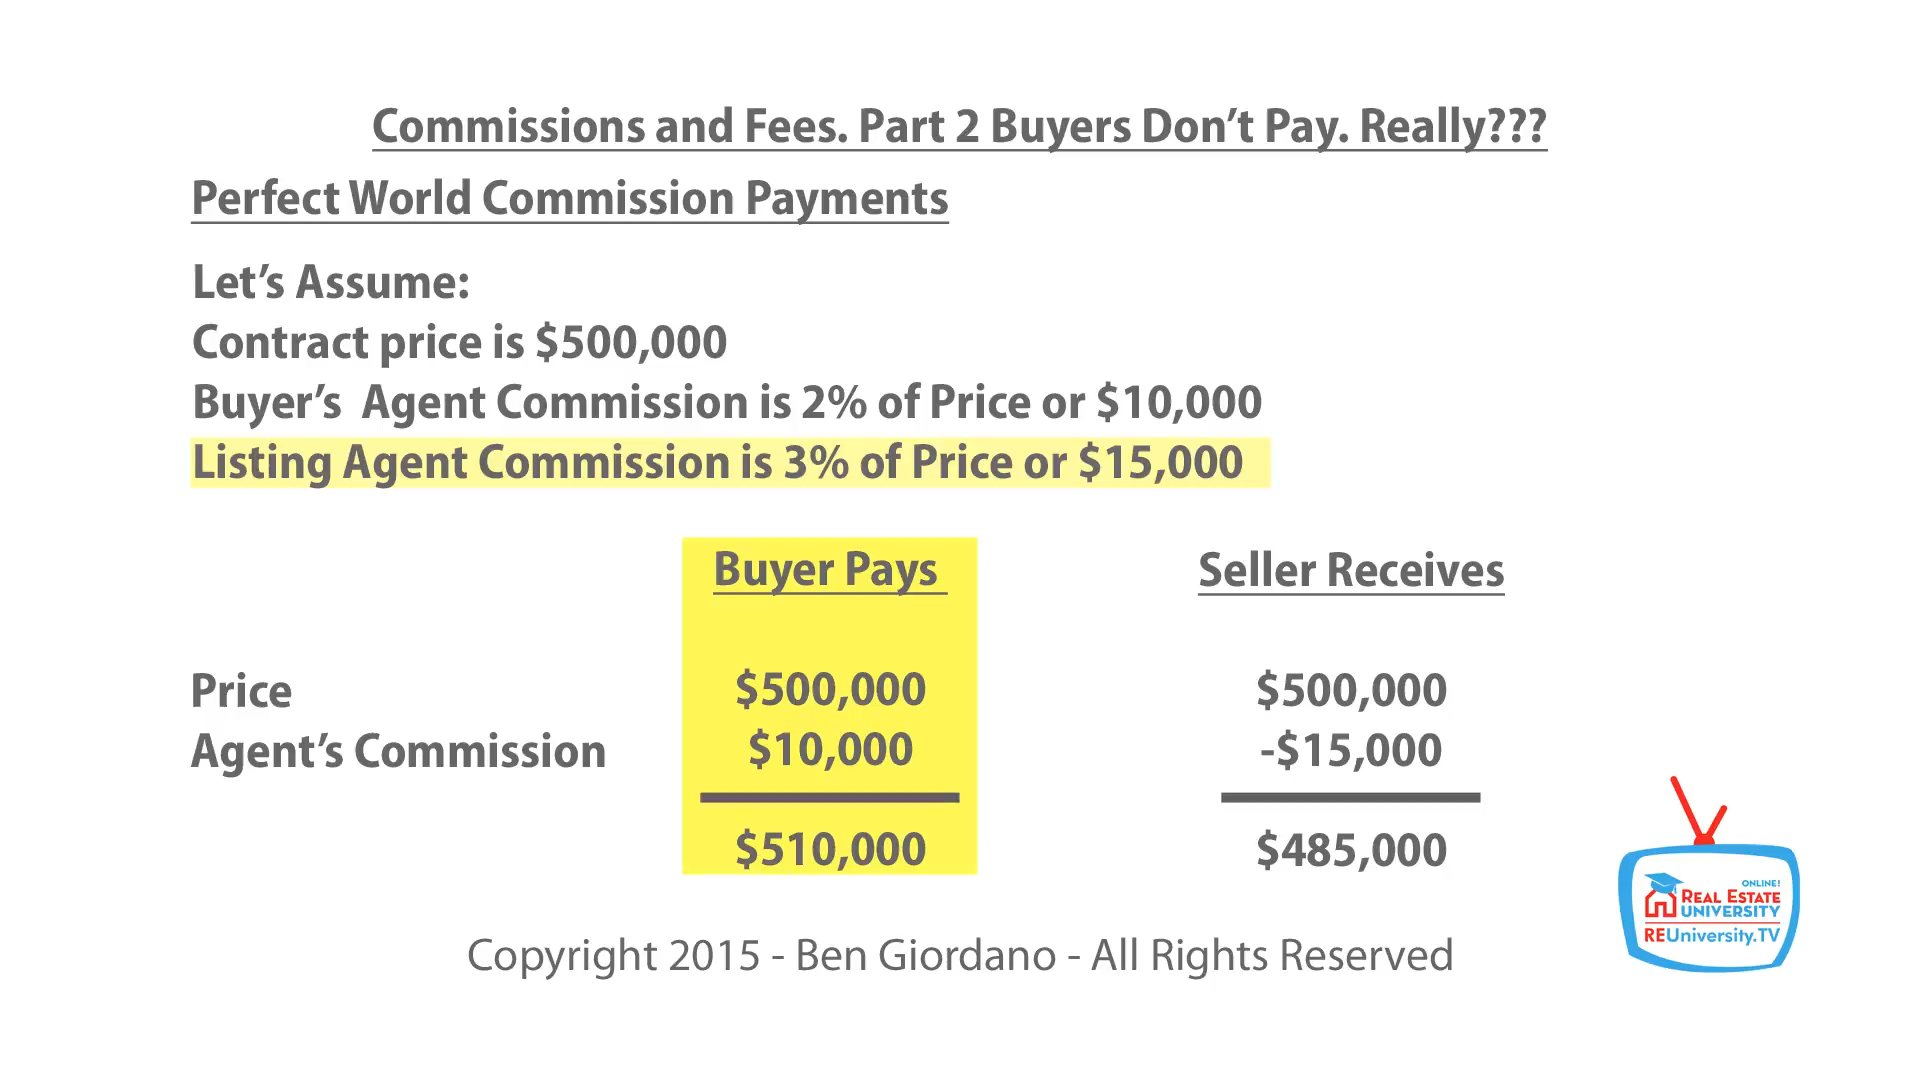 Commissions and Fees. Part 2 Buyers Don’t Pay. Really???
Perfect World Commission Payments
Let’s Assume:
Contract price is $500,000
Buyer’s Agent Commission is 2% of Price or $10,000
Listing Agent Commission is 3% of Price or $15,000
Buyer Pays Seller Receives
Price $500,000 $500,000
Agent’s Commission $10,000 -$15,000
$510,000 $485,000
ONLINE!
REAL ESTATE
UNIVERSITY
REUniversity.TV
Copyright 2015 - Ben Giordano - All Rights Reserved